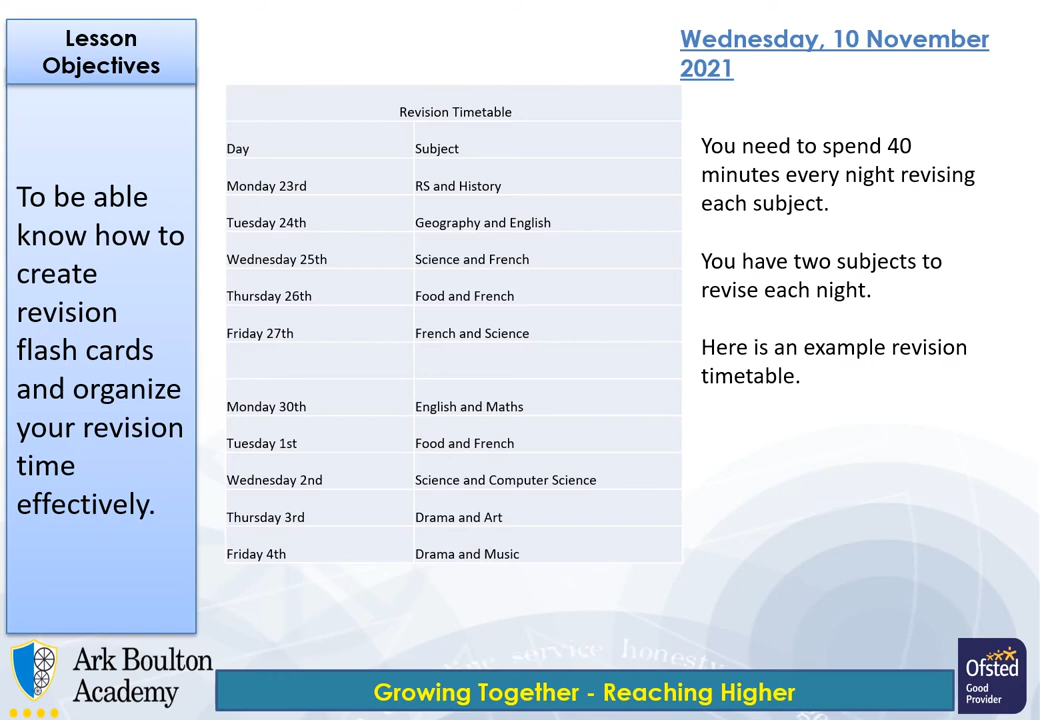 Lesson
Objectives
To be able
know how to
create
revision
flash cards
and organize
your revision
time
effectively.
Wednesday, 10 November
2021
Revision Timetable
Day Subject
Monday 23rd RS and History
Tuesday 24th Geography and English
Wednesday 25th Science and French
Thursday 26th Food and French
Friday 27th French and Science
Monday 30th English and Maths
Tuesday 1st Food and French
Wednesday 2nd Science and Computer Science
Thursday 3rd Drama and Art
Friday 4th Drama and Music
You need to spend 40
minutes every night revising
each subject.
You have two subjects to
revise each night.
Here is an example revision
timetable.
service honesty
Ark Boulton
Academy
Growing Together - Reaching Higher
Ofsted
Good
Provider